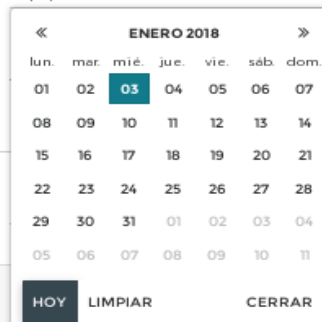 « ENERO 2018 »
lun. mar. mié. jue. vie. sáb. dom.
01 02 03 04 05 06 07
08 09 10 11 12 13 14
15 16 17 18 19 20 21
22 23 24 25 26 27 28
29 30 31 01 02 03 04
05 06 07 08 09 10 11
HOY LIMPIAR CERRAR